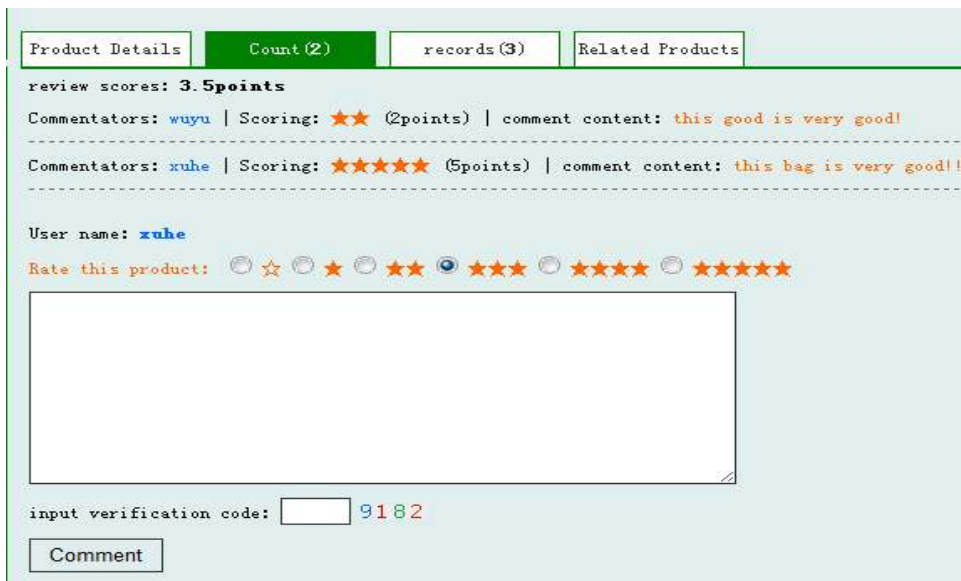 Product Details Count(2) records(3) Related Products
review scores: 3.5points
Commentators: wuyu | Scoring: ★★ (2points) | comment content: this good is very good!
Commentators: xuhe | Scoring: ★★★★★ (5points) | comment content: this bag is very good!!
User name: xuhe
Rate this product: ☆ ★ ★★ ★★★ ★★★★ ★★★★★
input verification code: 9182
Comment